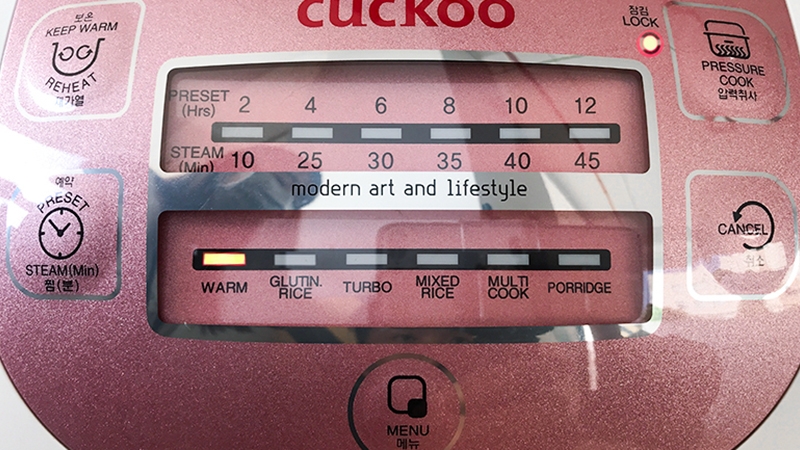 cuckoo
보온
KEEP WARM
REHEAT
재가열
잠김
LOCK
PRESSURE
COOK
압력취사
PRESET
(Hrs)
2 4 6 8 10 12
STEAM
(Min)
10 25 30 35 40 45
modern art and lifestyle
예약
PRESET
STEAM(Min)
찜(분)
CANCEL
취소
WARM
GLUTIN.
RICE
TURBO
MIXED
RICE
MULTI
COOK
PORRIDGE
MENU
메뉴